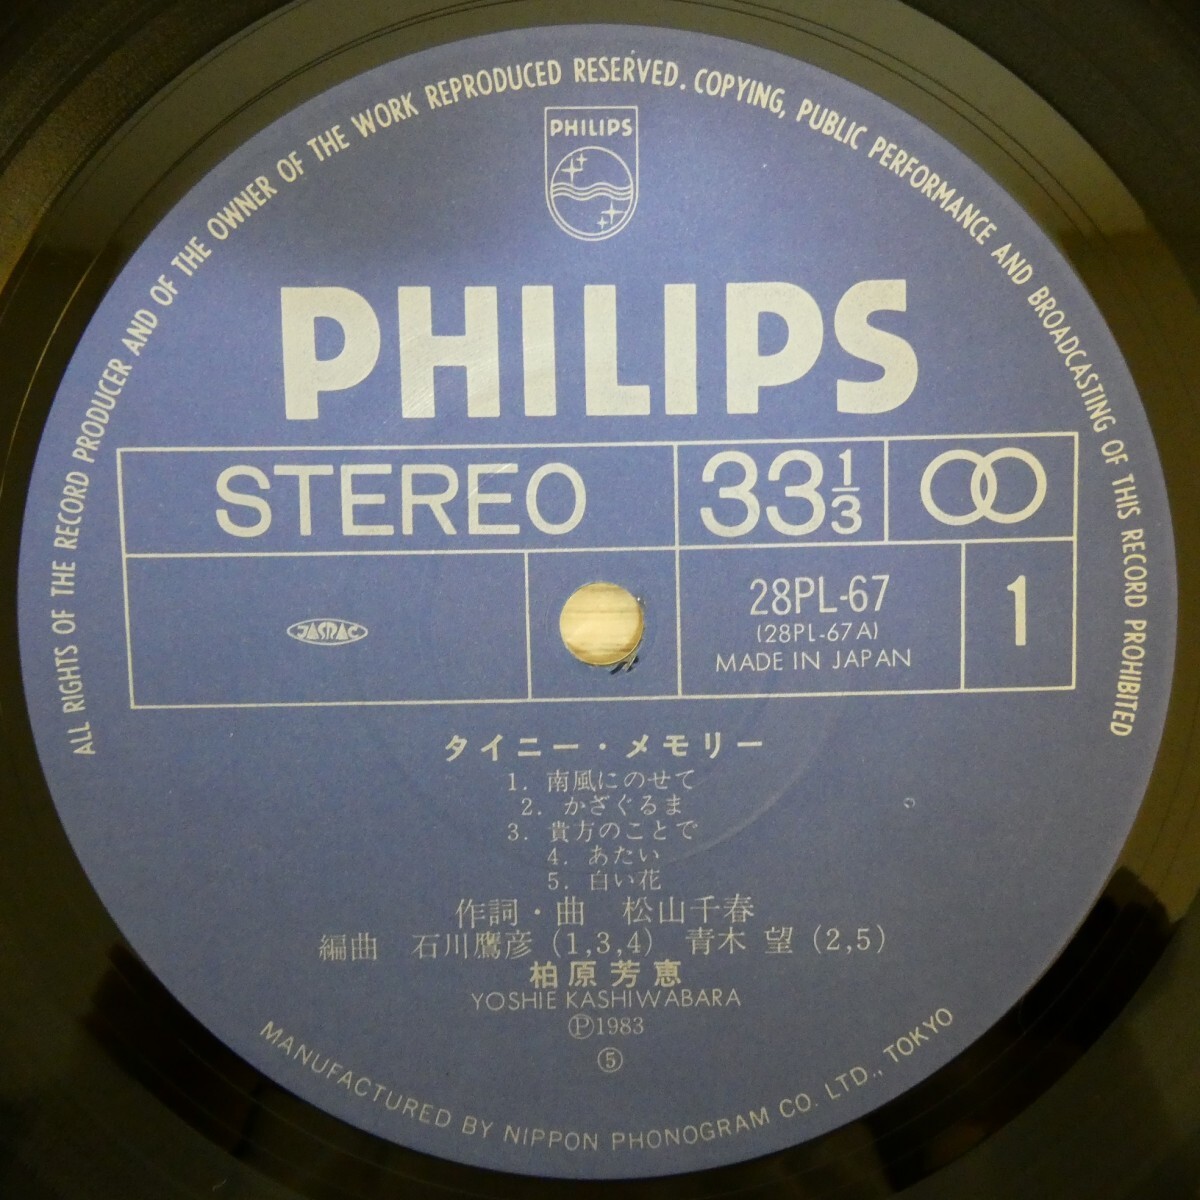 ALL RIGHTS OF THE RECORD PRODUCER AND OF THE OWNER OF THE WORK REPRODUCED RESERVED. COPYING, PUBLIC PERFORMANCE AND BROADCASTING OF THIS RECORD PROHIBITED
PHILIPS
PHILIPS
STEREO
33 1/3
JASRAC
28PL-67
(28PL-67A)
MADE IN JAPAN
1
タイニー・メモリー
1. 南風にのせて
2. かざぐるま
3. 貴方のことで
4. あたい
5. 白い花
作詞・曲 松山千春
編曲 石川鷹彦 (1,3,4) 青木 望 (2,5)
柏原芳恵
YOSHIE KASHIWABARA
Ⓟ1983
⑤
MANUFACTURED BY NIPPON PHONOGRAM CO. LTD., TOKYO